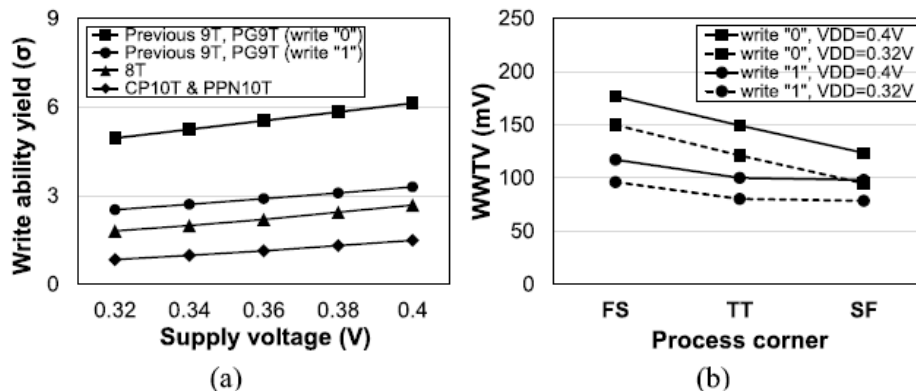 Write ability yield (σ)
9
6
3
0
Previous 9T, PG9T (write "0")
Previous 9T, PG9T (write "1")
8T
CP10T & PPN10T
0.32 0.34 0.36 0.38 0.4
Supply voltage (V)
(a)
WWTV (mV)
250
200
150
100
50
0
write "0", VDD=0.4V
write "0", VDD=0.32V
write "1", VDD=0.4V
write "1", VDD=0.32V
FS TT SF
Process corner
(b)